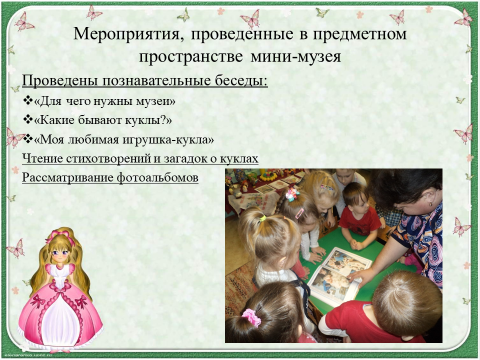 Мероприятия, проведенные в предметном
пространстве мини-музея
Проведены познавательные беседы:
❖«Для чего нужны музеи»
❖«Какие бывают куклы?»
❖«Моя любимая игрушка-кукла»
Чтение стихотворений и загадок о куклах
Рассматривание фотоальбомов